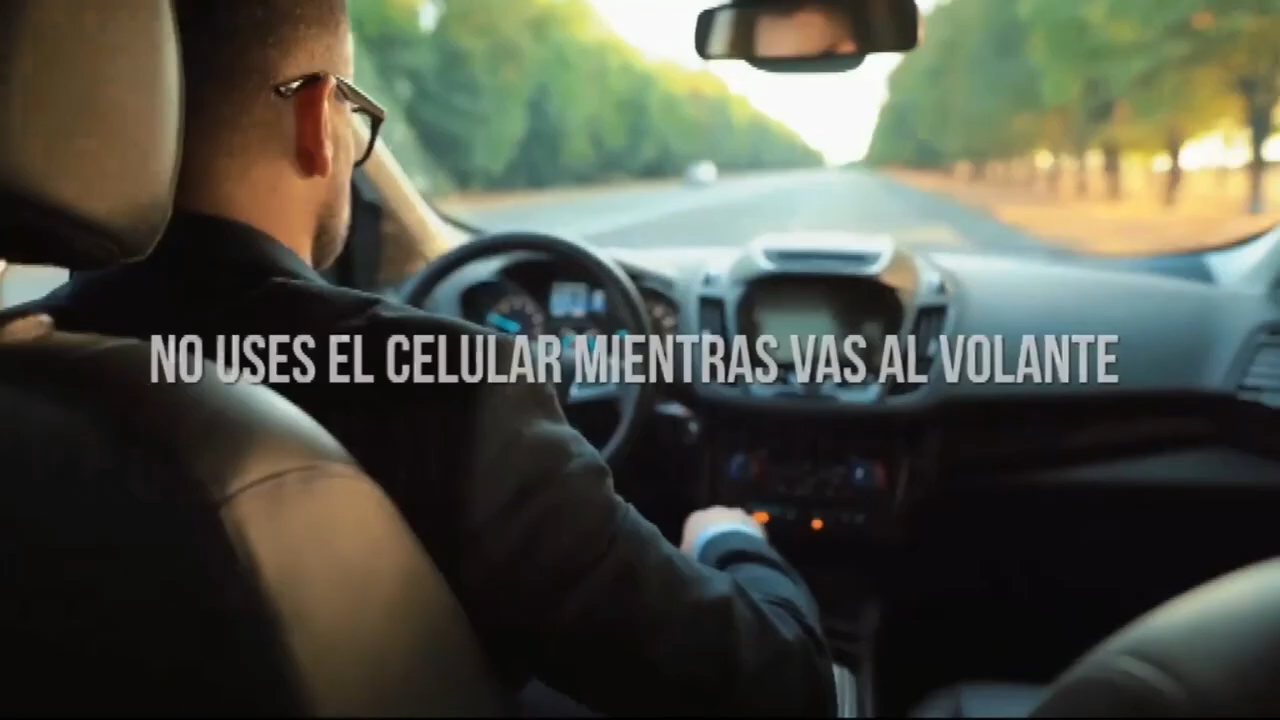 NO USES EL CELULAR MIENTRAS VAS AL VOLANTE